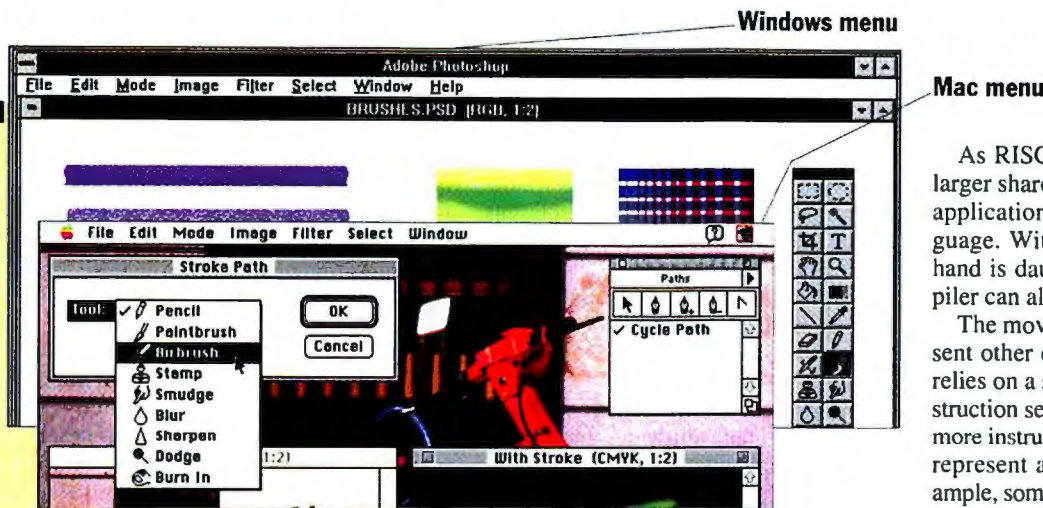 Windows menu
Adobe Photoshop
File Edit Mode Image Filter Select Window Help
BRUSHES.PSD (RGB, 1:2)
Mac menu
File Edit Mode Image Filter Select Window
Stroke Path
Tool:
✓ Pencil
Paintbrush
Airbrush
Stamp
Smudge
Blur
Sharpen
Dodge
Burn In
OK
Cancel
Paths
✓ Cycle Path
T
1:2)
With Stroke (CMYK, 1:2)
As RISC
larger share
application
guage. Wit
hand is dau
piler can al
The mov
sent other
relies on a
struction se
more instru
represent a
ample, som